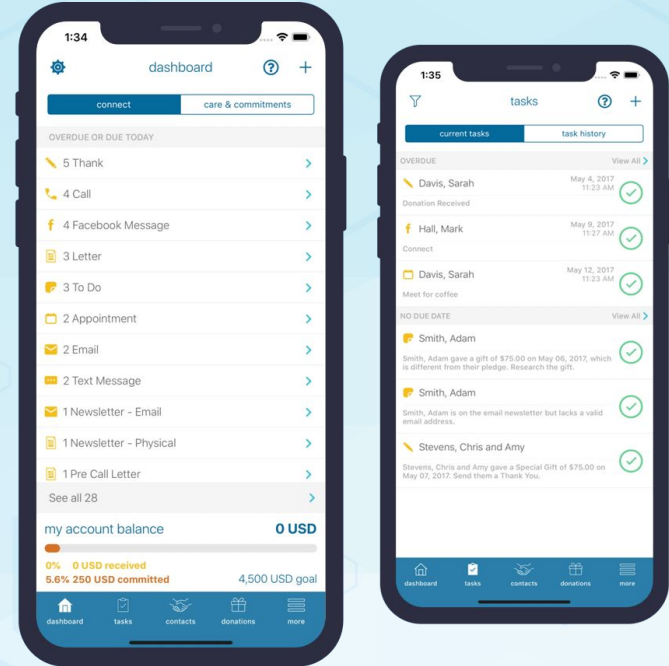 1:34
dashboard
?
+
connect
care & commitments
OVERDUE OR DUE TODAY
5 Thank
4 Call
4 Facebook Message
3 Letter
3 To Do
2 Appointment
2 Email
2 Text Message
1 Newsletter - Email
1 Newsletter - Physical
1 Pre Call Letter
See all 28
my account balance 0 USD
0% 0 USD received
5.6% 250 USD committed 4,500 USD goal
dashboard tasks contacts donations more
1:35
tasks
?
+
current tasks
task history
OVERDUE View All
Davis, Sarah May 4, 2017
11:23 AM
Donation Received
Hall, Mark May 9, 2017
11:27 AM
Connect
Davis, Sarah May 12, 2017
11:23 AM
Meet for coffee
NO DUE DATE View All
Smith, Adam
Smith, Adam gave a gift of $75.00 on May 06, 2017, which
is different from their pledge. Research the gift.
Smith, Adam
Smith, Adam is on the email newsletter but lacks a valid
email address.
Stevens, Chris and Amy
Stevens, Chris and Amy gave a Special Gift of $75.00 on
May 07, 2017. Send them a Thank You.
dashboard tasks contacts donations more